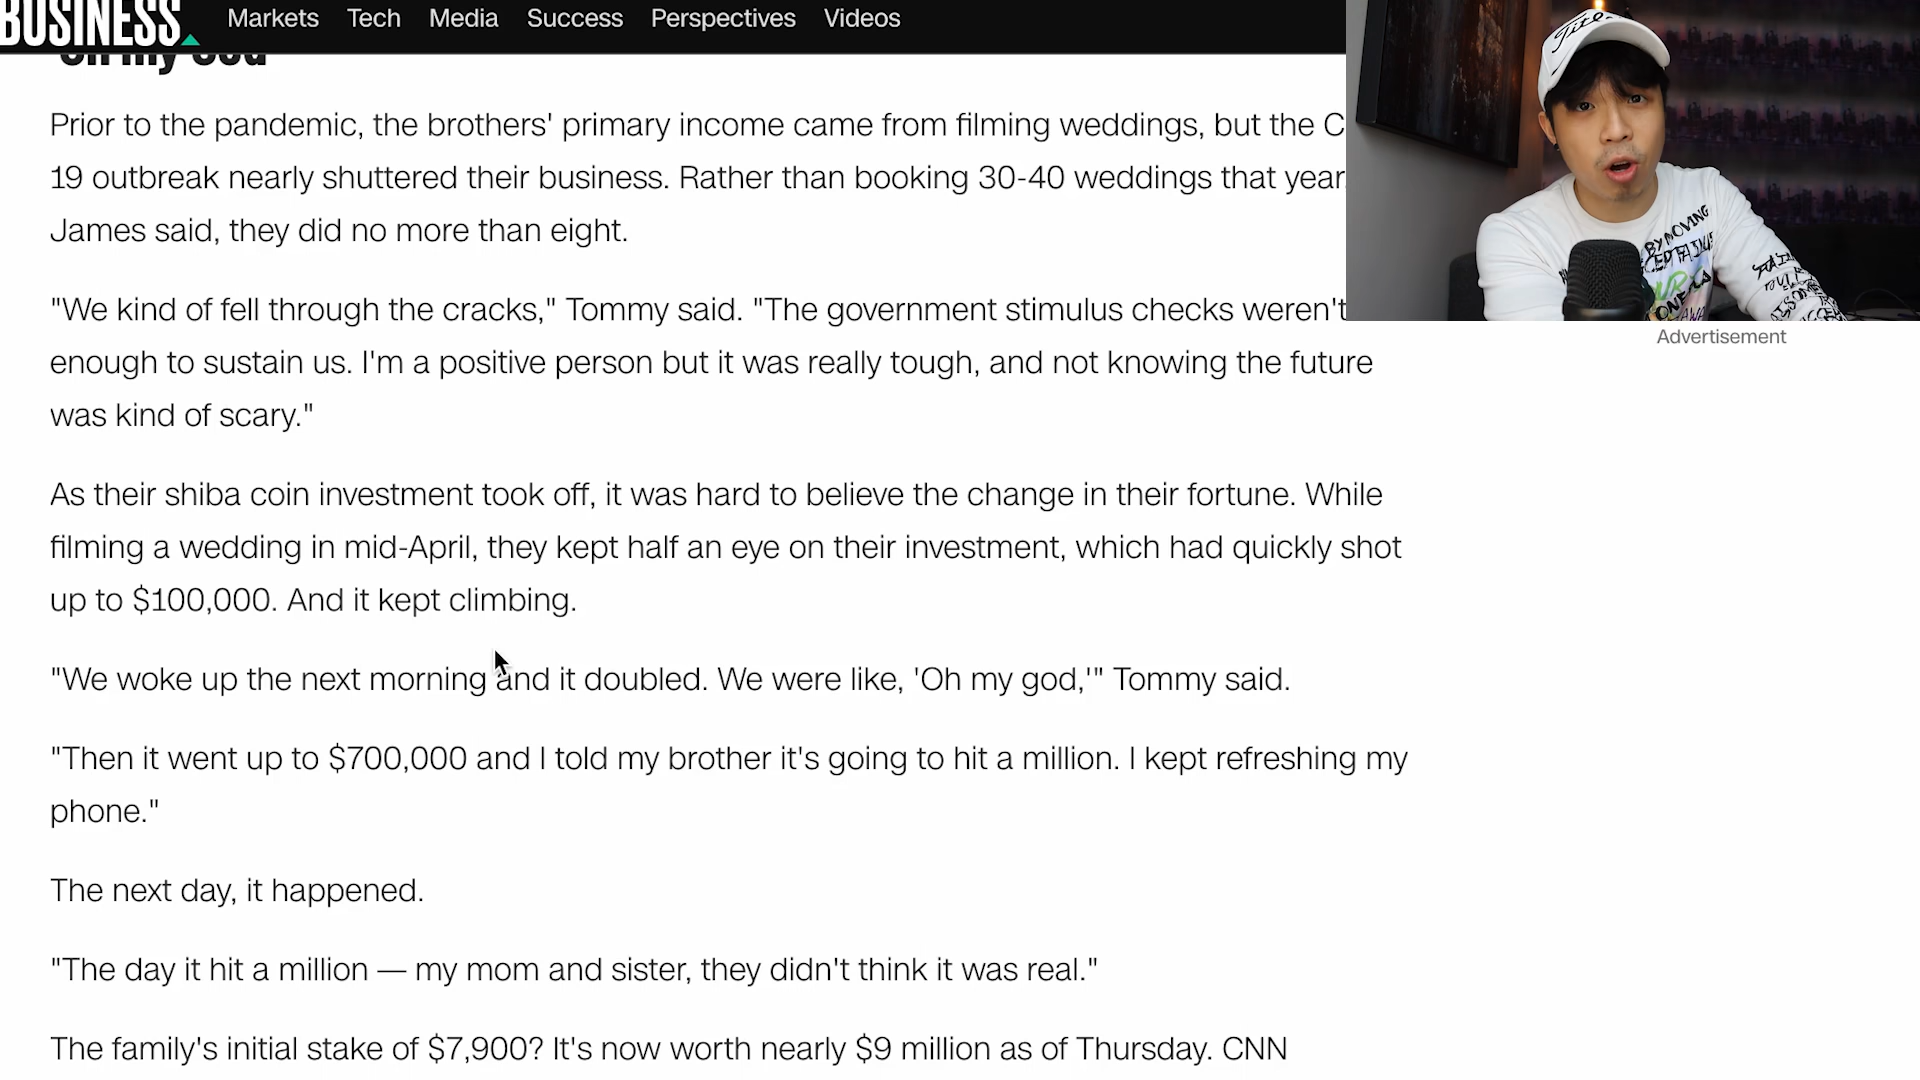 BUSINESS
Markets Tech Media Success Perspectives Videos
Prior to the pandemic, the brothers' primary income came from filming weddings, but the C
19 outbreak nearly shuttered their business. Rather than booking 30-40 weddings that year,
James said, they did no more than eight.
"We kind of fell through the cracks," Tommy said. "The government stimulus checks weren't
enough to sustain us. I'm a positive person but it was really tough, and not knowing the future
was kind of scary."
As their shiba coin investment took off, it was hard to believe the change in their fortune. While
filming a wedding in mid-April, they kept half an eye on their investment, which had quickly shot
up to $100,000. And it kept climbing.
"We woke up the next morning and it doubled. We were like, 'Oh my god,'" Tommy said.
"Then it went up to $700,000 and I told my brother it's going to hit a million. I kept refreshing my
phone."
The next day, it happened.
"The day it hit a million — my mom and sister, they didn't think it was real."
The family's initial stake of $7,900? It's now worth nearly $9 million as of Thursday. CNN
BY MOVING
Advertisement